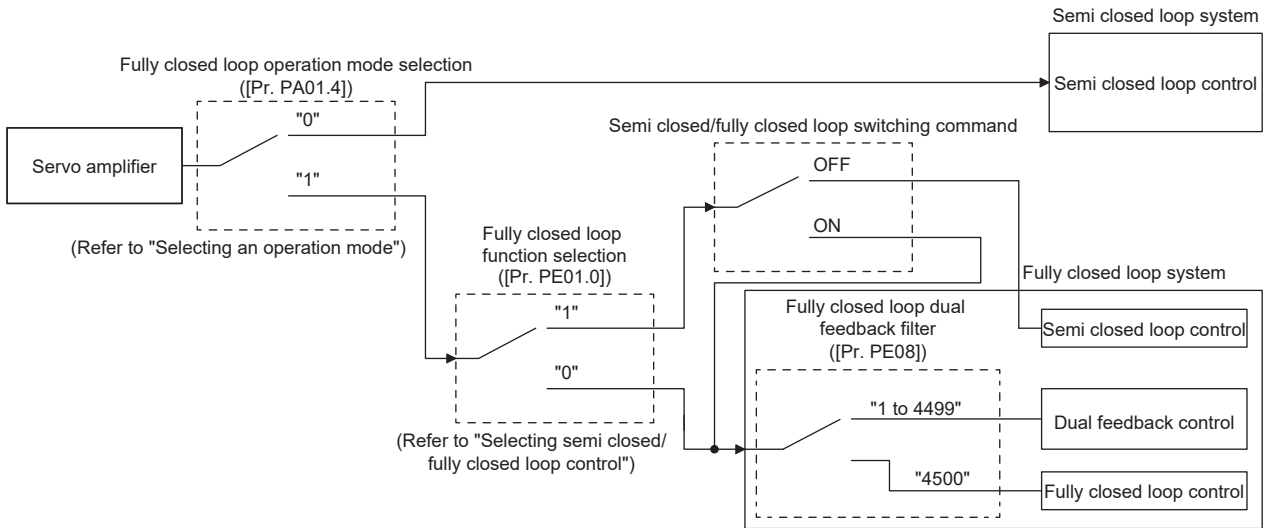 Semi closed loop system
Fully closed loop operation mode selection
([Pr. PA01.4])
Semi closed loop control
"0"
Semi closed/fully closed loop switching command
Servo amplifier
OFF
"1"
ON
(Refer to "Selecting an operation mode")
Fully closed loop
function selection
([Pr. PE01.0])
Fully closed loop system
Fully closed loop dual
feedback filter
([Pr. PE08])
"1"
Semi closed loop control
"0"
"1 to 4499"
Dual feedback control
(Refer to "Selecting semi closed/
fully closed loop control")
"4500"
Fully closed loop control